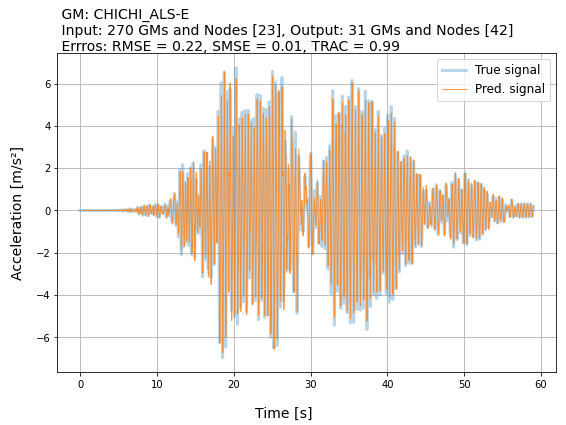 GM: CHICHI_ALS-E
Input: 270 GMs and Nodes [23], Output: 31 GMs and Nodes [42]
Errros: RMSE = 0.22, SMSE = 0.01, TRAC = 0.99
True signal
Pred. signal
Acceleration [m/s²]
6
4
2
0
−2
−4
−6
0 10 20 30 40 50 60
Time [s]